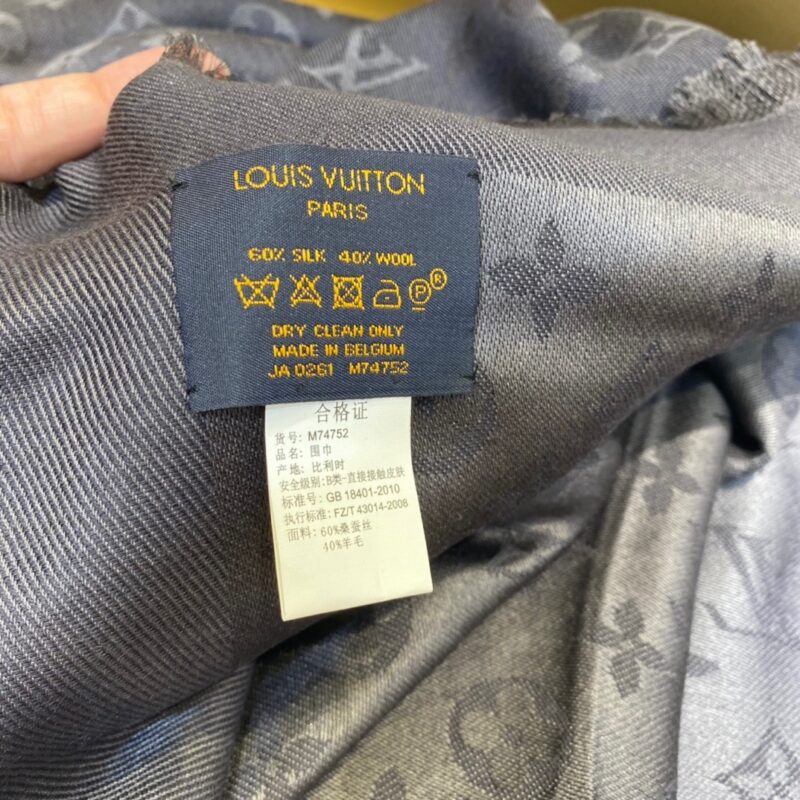 LOUIS VUITTON
PARIS
60% SILK 40% WOOL
P®
DRY CLEAN ONLY
MADE IN BELGIUM
JA 0261 M74752
合格证
货号: M74752
品名: 围巾
产地: 比利时
安全级别: B类-直接接触皮肤
标准号: GB 18401-2010
执行标准: FZ/T 43014-2008
面料: 60%桑蚕丝
40%羊毛